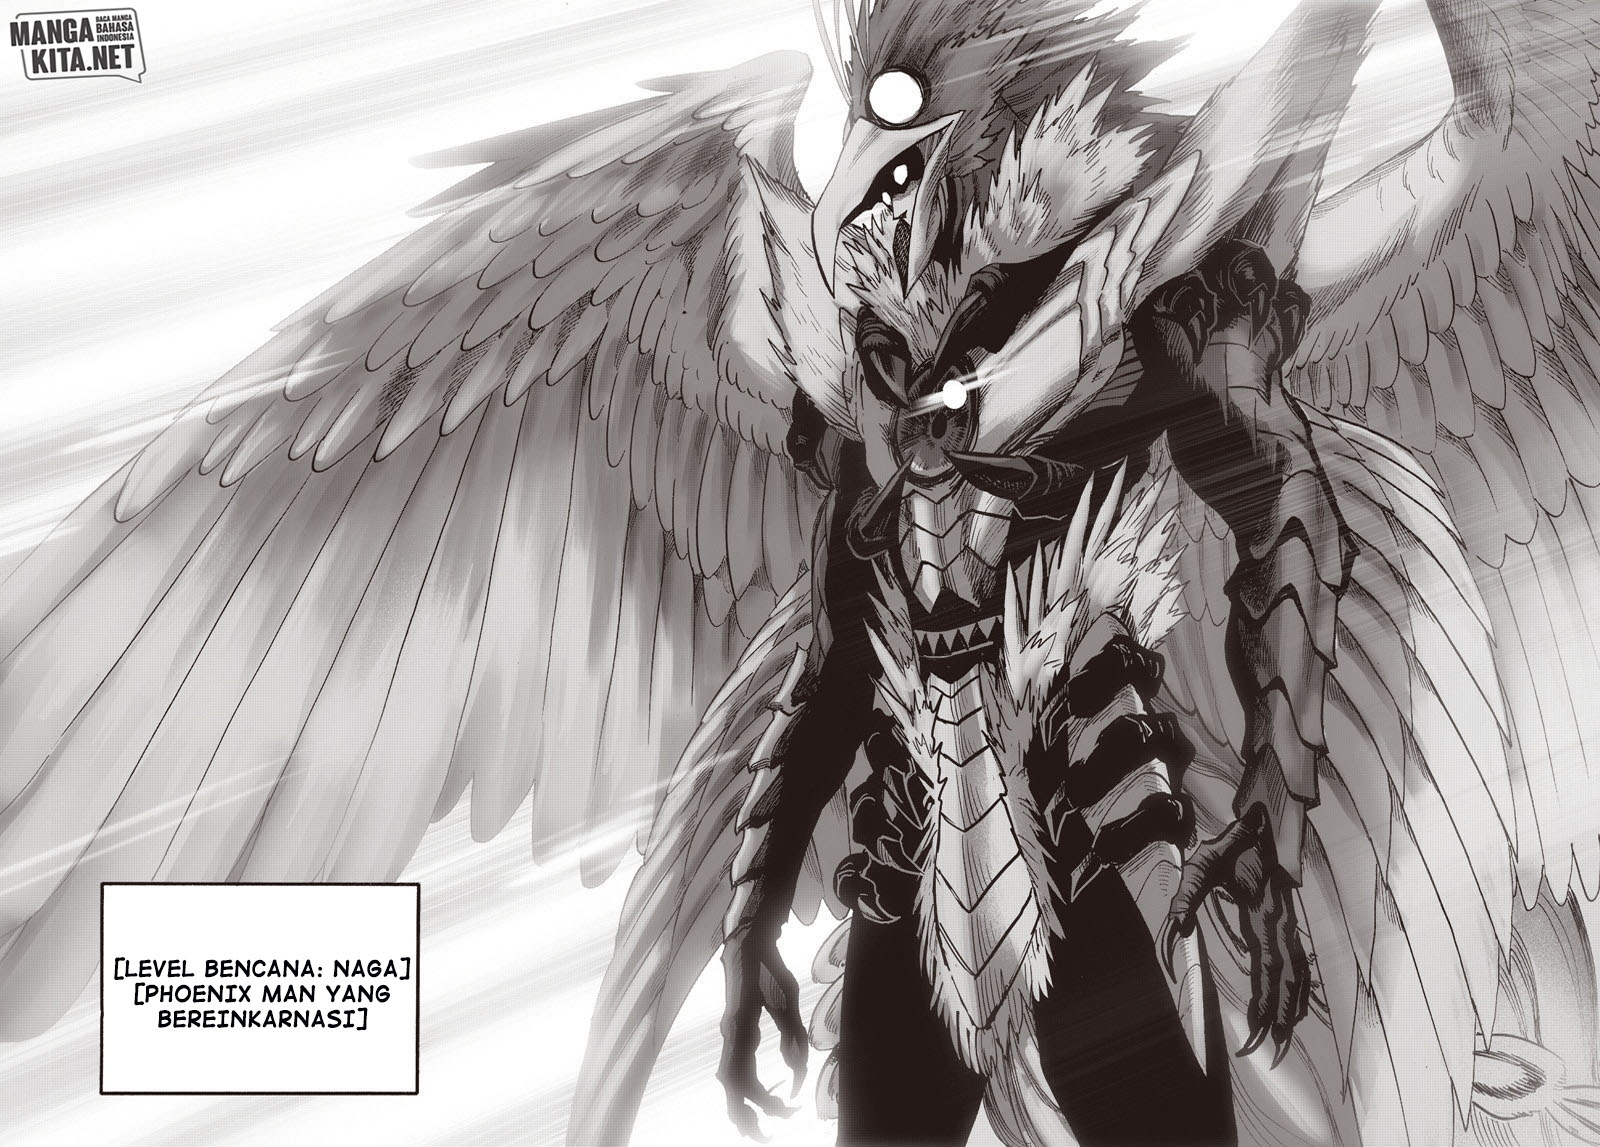 MANGA
BACA MANGA
BAHASA
INDONESIA
KITA.NET
[LEVEL BENCANA: NAGA]
[PHOENIX MAN YANG
BEREINKARNASI]